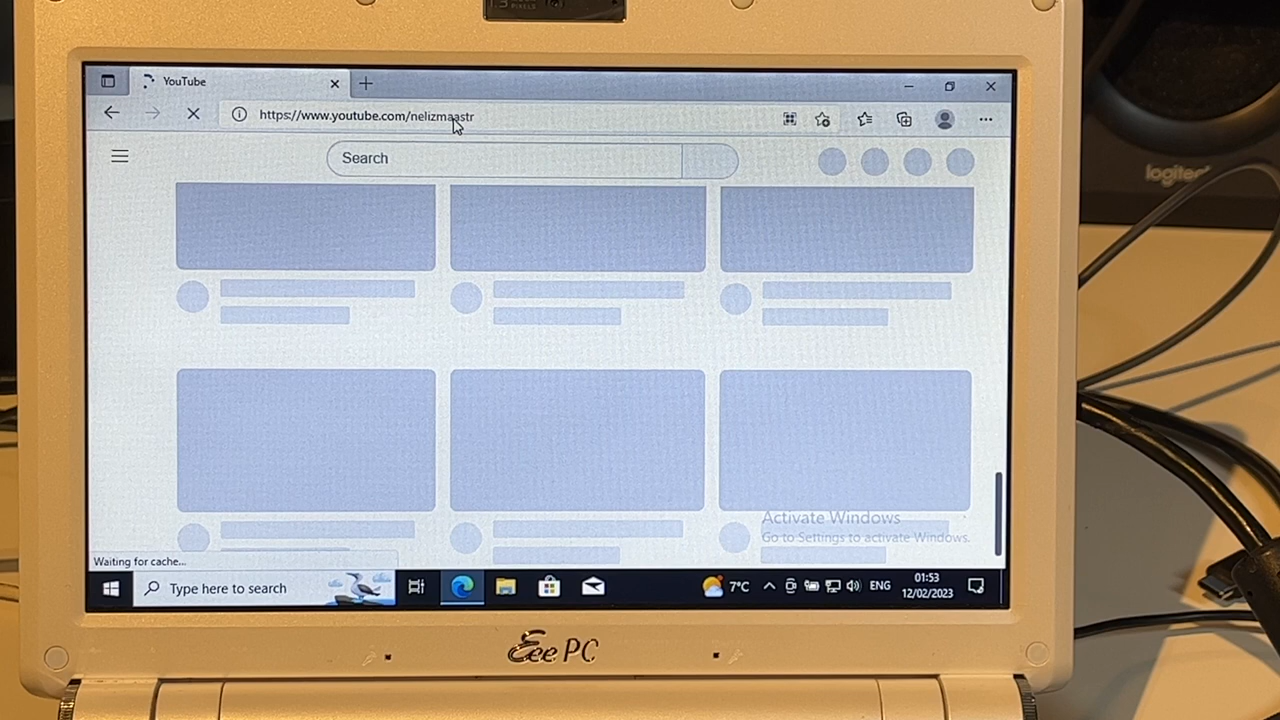 PIXELS
YouTube
https://www.youtube.com/nelizmaastr
Search
logitech
Activate Windows
Go to Settings to activate Windows.
Waiting for cache...
Type here to search
7°C
ENG
01:53
12/02/2023
Eee PC